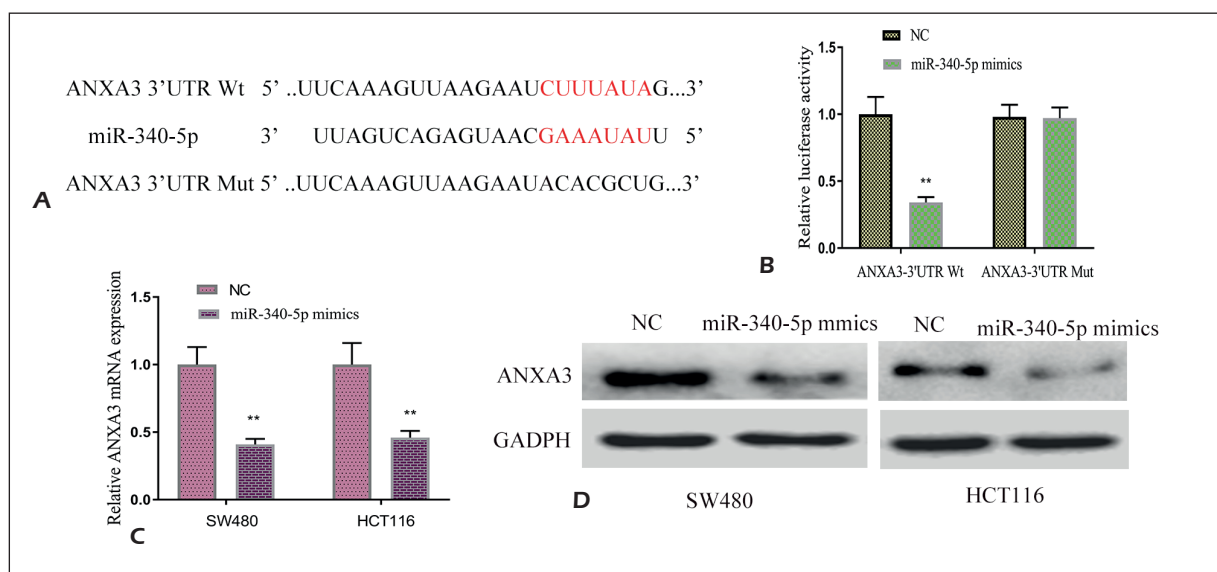 ANXA3 3'UTR Wt 5' ..UUCAAAGUUAAGAAUCUUUAUAG...3'
miR-340-5p 3' UUAGUCAGAGUAACGAAAUAUU 5'
ANXA3 3'UTR Mut 5' ..UUCAAAGUUAAGAAUACACGCUG...3'
A
NC
miR-340-5p mimics
Relative luciferase activity
1.5
1.0
0.5
0.0
**
ANXA3-3'UTR Wt ANXA3-3'UTR Mut
B
NC
miR-340-5p mimics
Relative ANXA3 mRNA expression
1.5
1.0
0.5
0.0
** **
SW480 HCT116
C
NC miR-340-5p mmics NC miR-340-5p mimics
ANXA3
GADPH
SW480 HCT116
D